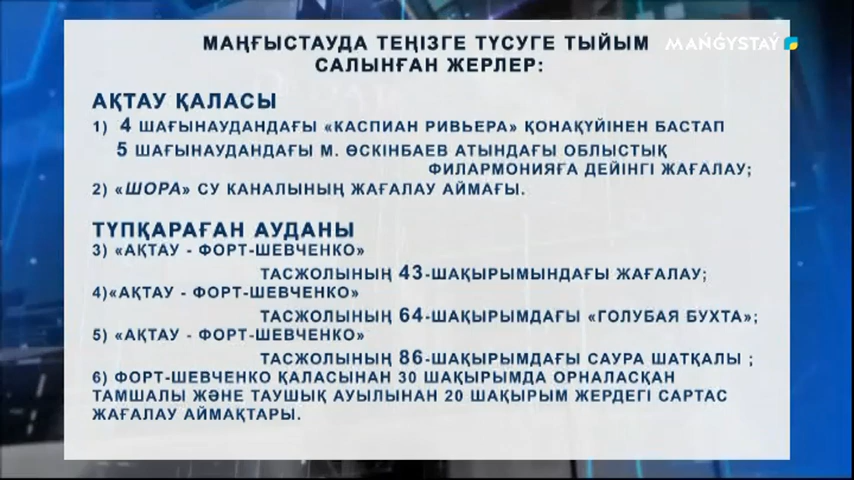 MAŃǴYSTAÝ
МАҢҒЫСТАУДА ТЕҢІЗГЕ ТҮСУГЕ ТЫЙЫМ
САЛЫНҒАН ЖЕРЛЕР:
АҚТАУ ҚАЛАСЫ
1) 4 ШАҒЫНАУДАНДАҒЫ «КАСПИАН РИВЬЕРА» ҚОНАҚҮЙІНЕН БАСТАП
5 ШАҒЫНАУДАНДАҒЫ М. ӨСКІНБАЕВ АТЫНДАҒЫ ОБЛЫСТЫҚ
ФИЛАРМОНИЯҒА ДЕЙІНГІ ЖАҒАЛАУ;
2) «ШОРА» СУ КАНАЛЫНЫҢ ЖАҒАЛАУ АЙМАҒЫ.
ТҮПҚАРАҒАН АУДАНЫ
3) «АҚТАУ - ФОРТ-ШЕВЧЕНКО»
ТАСЖОЛЫНЫҢ 43-ШАҚЫРЫМЫНДАҒЫ ЖАҒАЛАУ;
4)«АҚТАУ - ФОРТ-ШЕВЧЕНКО»
ТАСЖОЛЫНЫҢ 64-ШАҚЫРЫМДАҒЫ «ГОЛУБАЯ БУХТА»;
5) «АҚТАУ - ФОРТ-ШЕВЧЕНКО»
ТАСЖОЛЫНЫҢ 86-ШАҚЫРЫМДАҒЫ САУРА ШАТҚАЛЫ ;
6) ФОРТ-ШЕВЧЕНКО ҚАЛАСЫНАН 30 ШАҚЫРЫМДА ОРНАЛАСҚАН
ТАМШАЛЫ ЖӘНЕ ТАУШЫҚ АУЫЛЫНАН 20 ШАҚЫРЫМ ЖЕРДЕГІ САРТАС
ЖАҒАЛАУ АЙМАҚТАРЫ.